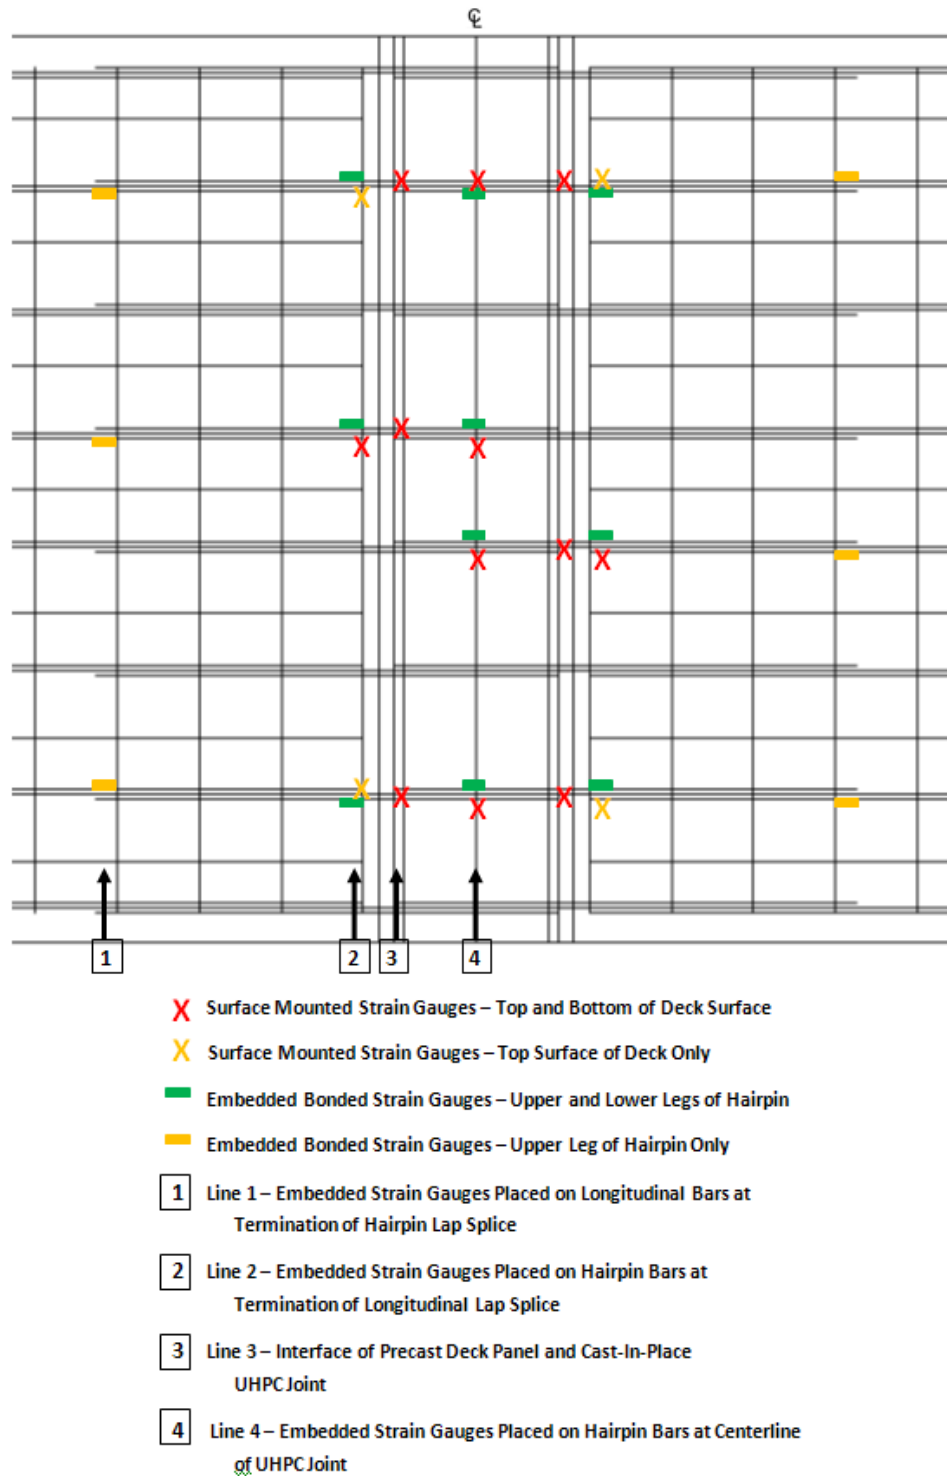 ℄
1
2
3
4
Surface Mounted Strain Gauges – Top and Bottom of Deck Surface
Surface Mounted Strain Gauges – Top Surface of Deck Only
Embedded Bonded Strain Gauges – Upper and Lower Legs of Hairpin
Embedded Bonded Strain Gauges – Upper Leg of Hairpin Only
1 Line 1 – Embedded Strain Gauges Placed on Longitudinal Bars at
Termination of Hairpin Lap Splice
2 Line 2 – Embedded Strain Gauges Placed on Hairpin Bars at
Termination of Longitudinal Lap Splice
3 Line 3 – Interface of Precast Deck Panel and Cast-In-Place
UHPC Joint
4 Line 4 – Embedded Strain Gauges Placed on Hairpin Bars at Centerline
of UHPC Joint